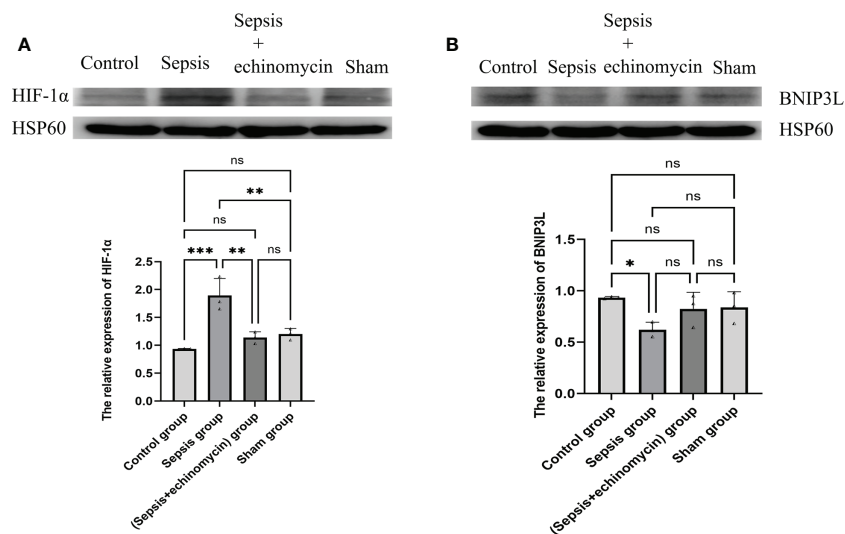 A
Control
Sepsis
Sepsis
+
echinomycin
Sham
HIF-1α
HSP60
ns
**
ns
*** ** ns
The relative expression of HIF-1α
2.5
2.0
1.5
1.0
0.5
0.0
Control group
Sepsis group
(Sepsis+echinomycin) group
Sham group
B
Control
Sepsis
Sepsis
+
echinomycin
Sham
BNIP3L
HSP60
ns
ns
ns
* ns ns
The relative expression of BNIP3L
1.5
1.0
0.5
0.0
Control group
Sepsis group
(Sepsis+echinomycin) group
Sham group